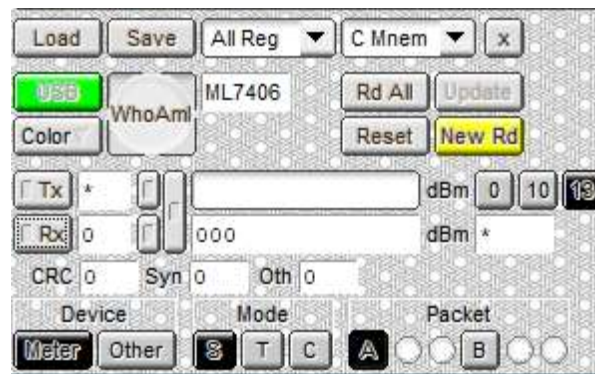 Load Save All Reg C Mnem x
USB WhoAmI ML7406 Rd All Update
Color Reset New Rd
Tx * dBm 0 10 13
Rx 0 000 dBm *
CRC 0 Syn 0 Oth 0
Device Mode Packet
Meter Other S T C A B